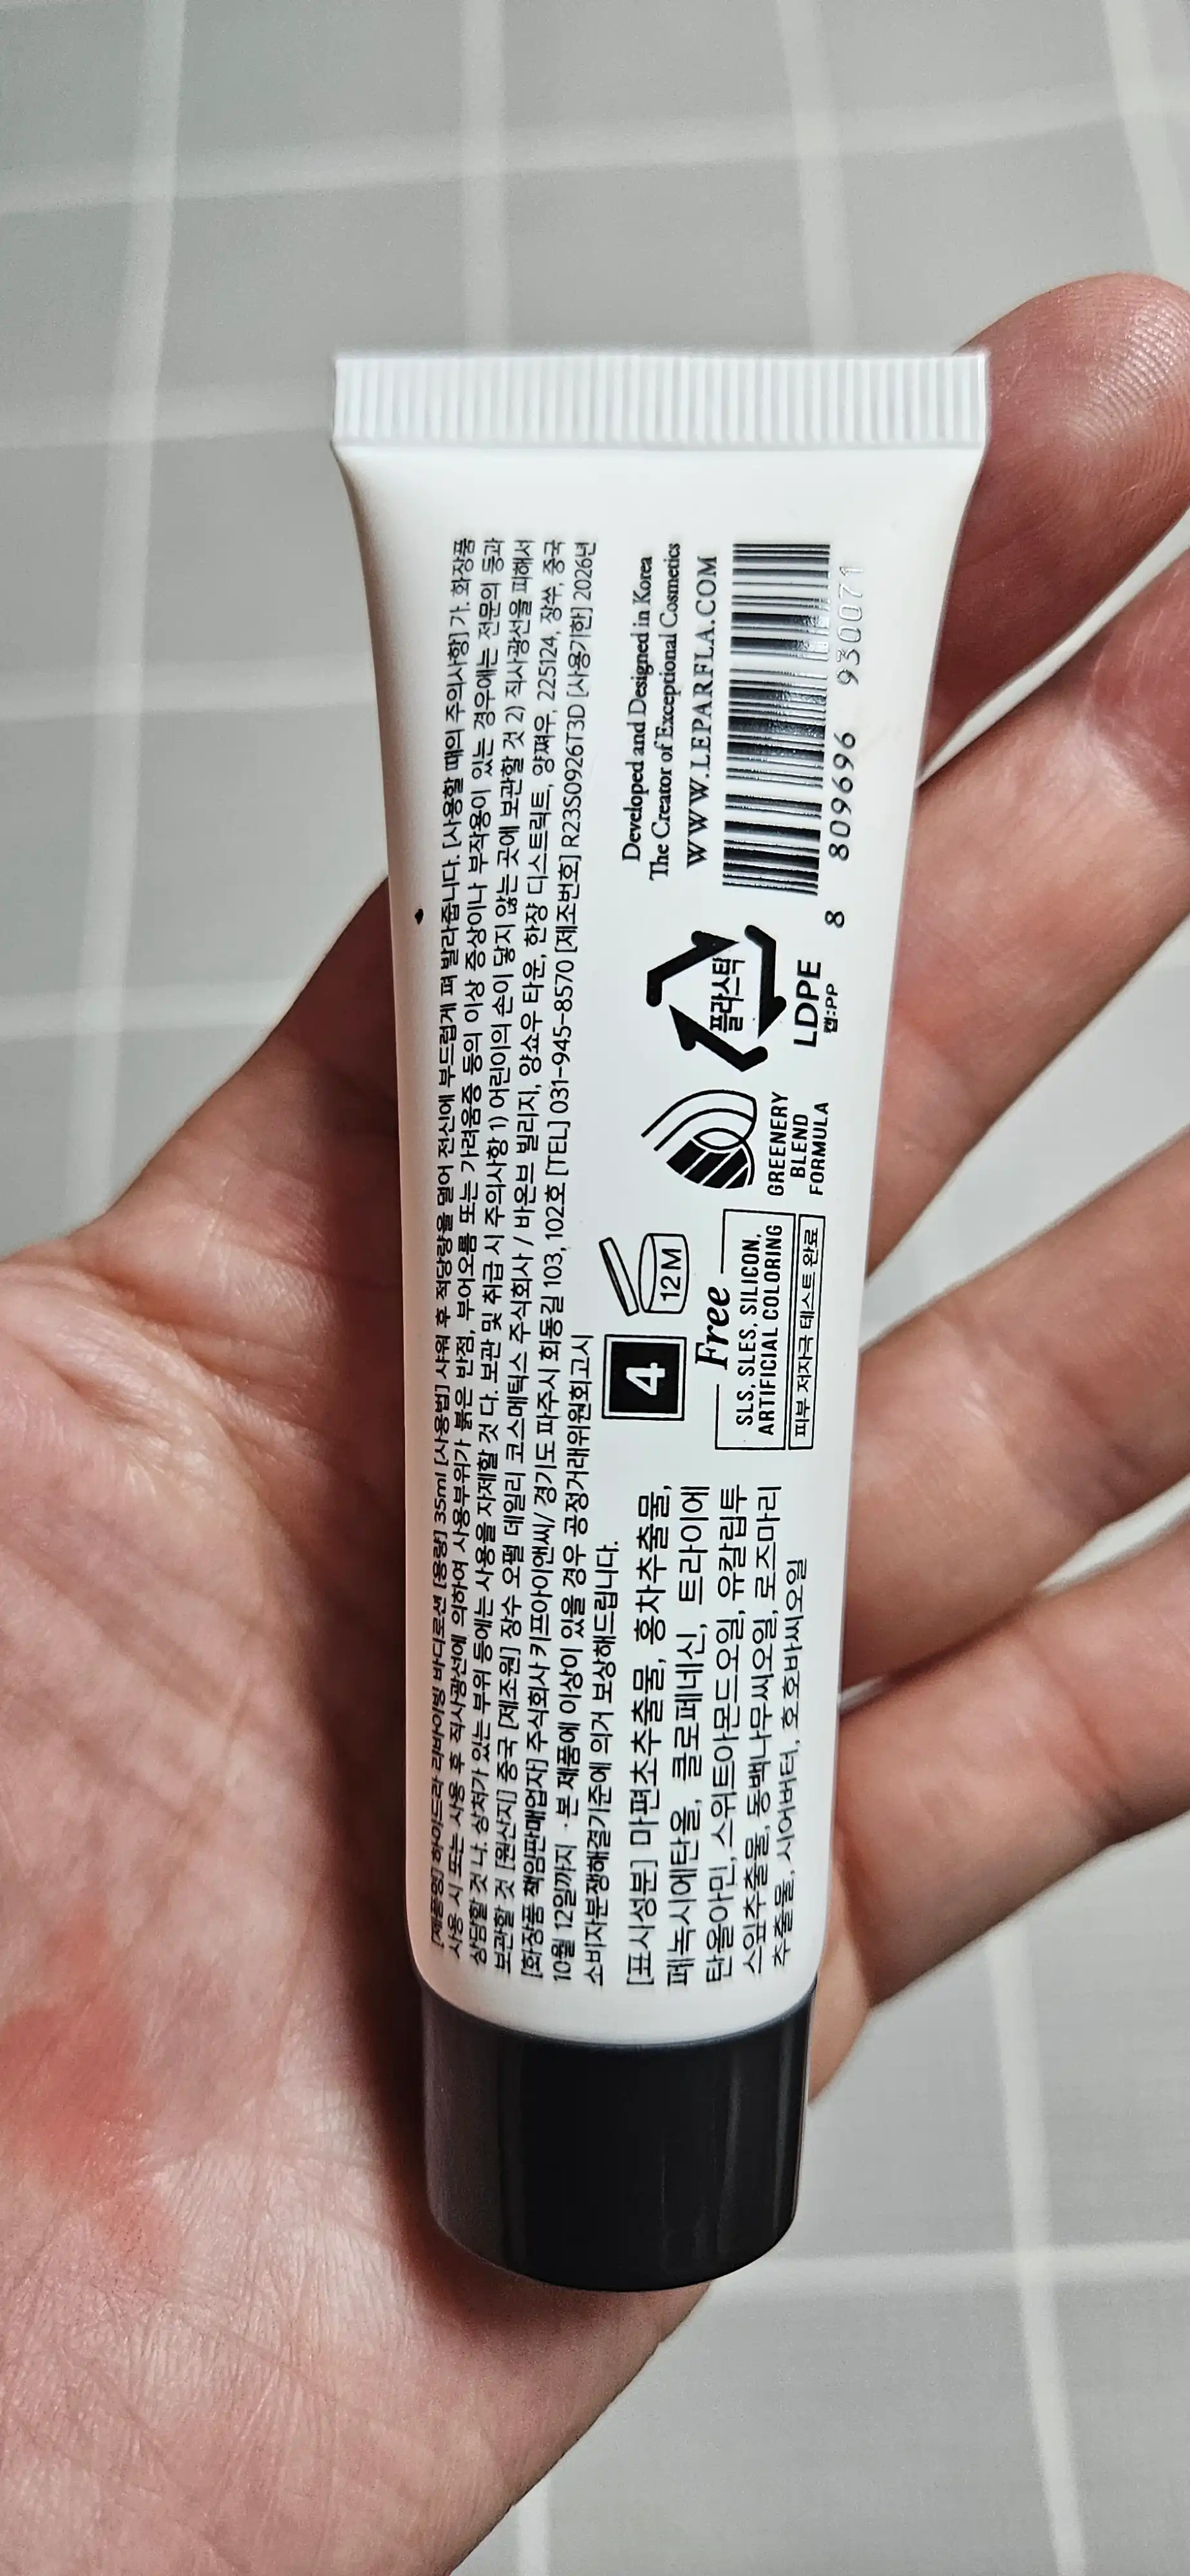 [제품명] 하이드라 리바이빙 바디로션 [용량] 35ml [사용법] 샤워 후 적당량을 덜어 전신에 부드럽게 펴 발라줍니다. [사용할 때의 주의사항] 가. 화장품
사용 시 또는 사용 후 직사광선에 의하여 사용부위가 붉은 반점, 부어오름 또는 가려움증 등의 이상 증상이나 부작용이 있는 경우에는 전문의 등과
상담할 것 나. 상처가 있는 부위 등에는 사용을 자제할 것 다. 보관 및 취급 시 주의사항 1) 어린이의 손이 닿지 않는 곳에 보관할 것 2) 직사광선을 피해서
보관할 것 [원산지] 중국 [제조원] 장수 오펄 데일리 코스메틱스 주식회사 / 바온브 빌리지, 양쇼우 타운, 한쟝 디스트릭트, 양쪄우, 225124, 장쑤, 중국
[화장품 책임판매업자] 주식회사 키프아이앤씨/ 경기도 파주시 회동길 103, 102호 [TEL] 031-945-8570 [제조번호] R23S0926T3D [사용기한] 2026년
10월 12일까지 · 본 제품에 이상이 있을 경우 공정거래위원회고시
소비자분쟁해결기준에 의거 보상해드립니다.
[표시성분] 마편초추출물, 홍차추출물,
페녹시에탄올, 클로페네신, 트라이에
탄올아민, 스위트아몬드오일, 유칼립투
스잎추출물, 동백나무씨오일, 로즈마리
추출물, 시어버터, 호호바씨오일
4
12M
Free
SLS, SLES, SILICON,
ARTIFICIAL COLORING
피부 저자극 테스트 완료
GREENERY
BLEND
FORMULA
플라스틱
LDPE
캡:PP
Developed and Designed in Korea
The Creator of Exceptional Cosmetics
WWW.LEPARFLA.COM
8 809696 930071